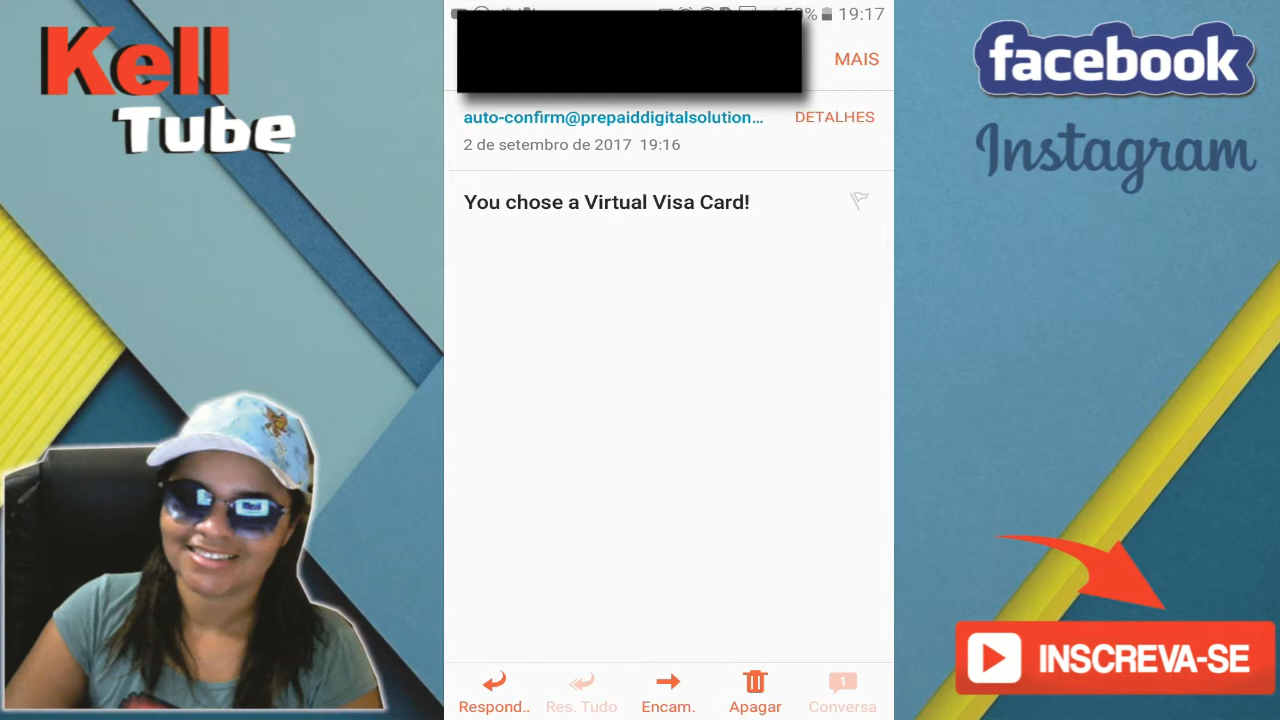 Kell
Tube
19:17
MAIS
auto-confirm@prepaiddigitalsolution...
DETALHES
2 de setembro de 2017 19:16
You chose a Virtual Visa Card!
Respond..
Res. Tudo
Encam.
Apagar
1
Conversa
facebook
Instagram
INSCREVA-SE